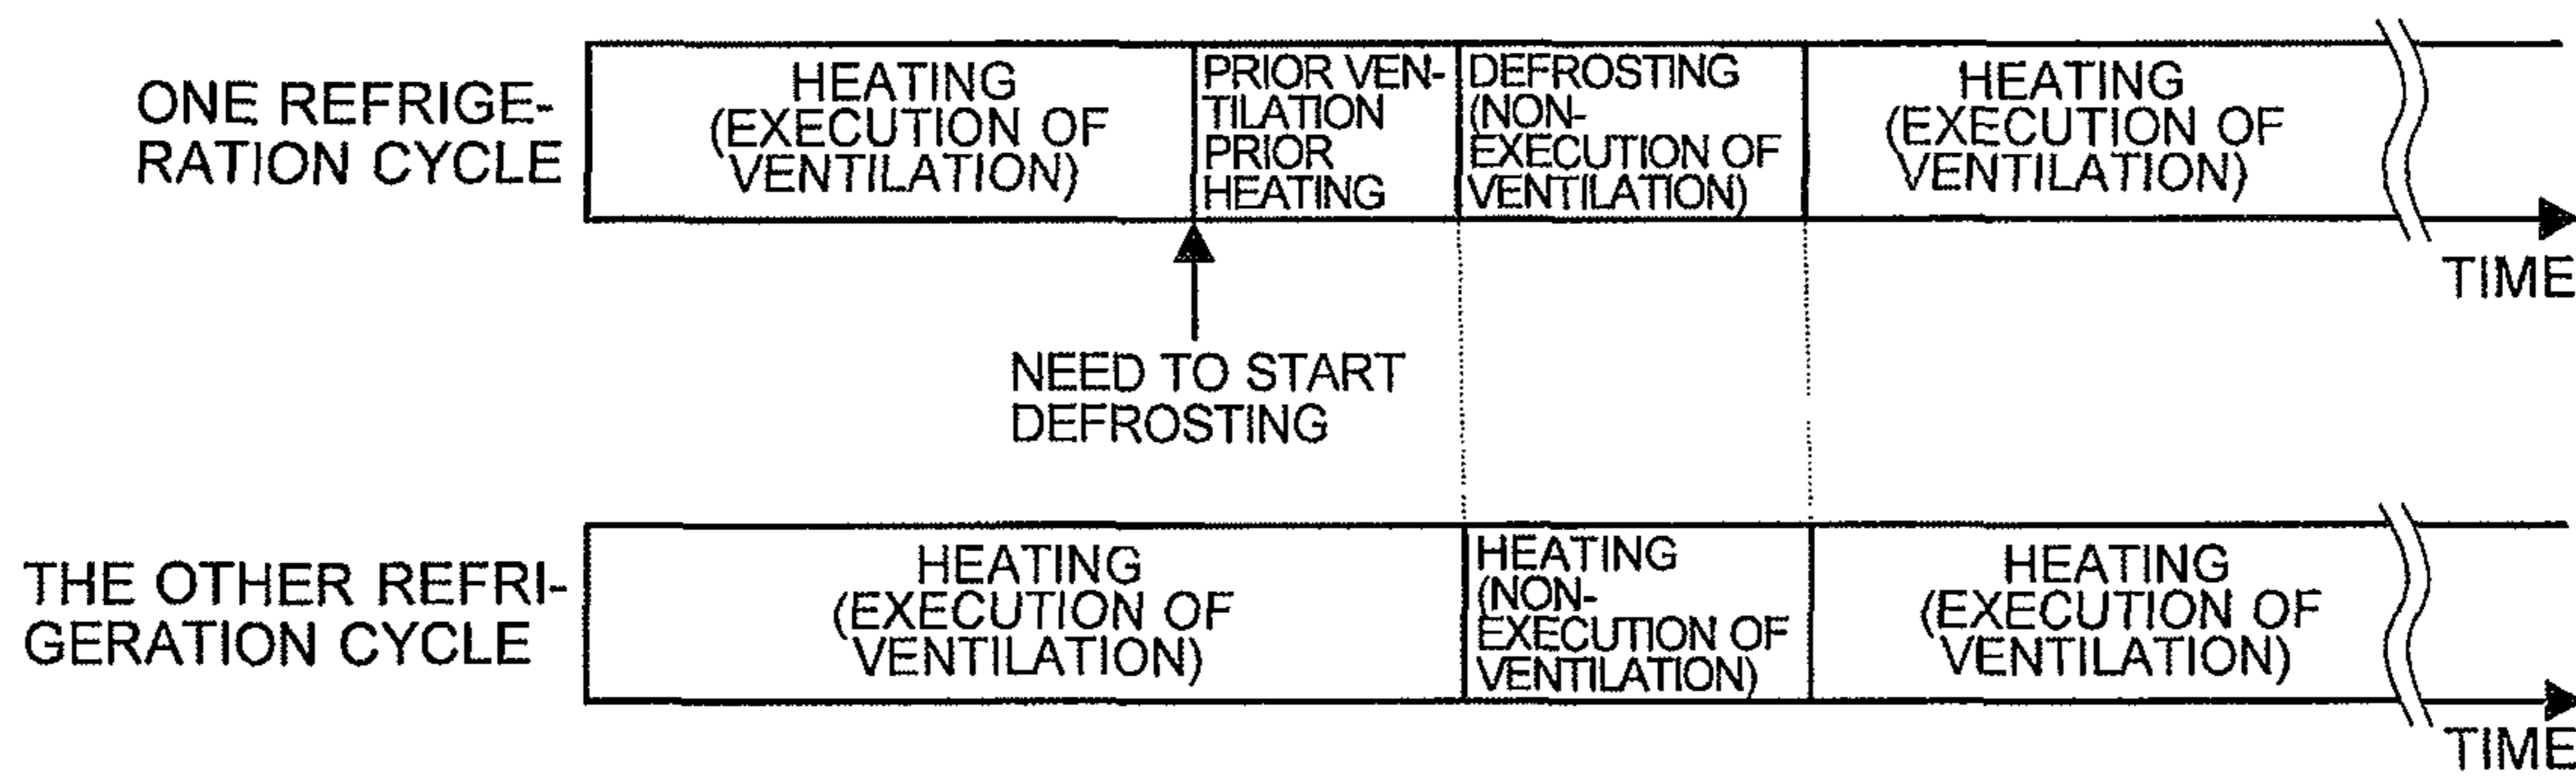 ONE REFRIGE-
RATION CYCLE
HEATING
(EXECUTION OF
VENTILATION)
PRIOR VEN-
TILATION
PRIOR
HEATING
DEFROSTING
(NON-
EXECUTION OF
VENTILATION)
HEATING
(EXECUTION OF
VENTILATION)
TIME
NEED TO START
DEFROSTING
THE OTHER REFRI-
GERATION CYCLE
HEATING
(EXECUTION OF
VENTILATION)
HEATING
(NON-
EXECUTION OF
VENTILATION)
HEATING
(EXECUTION OF
VENTILATION)
TIME